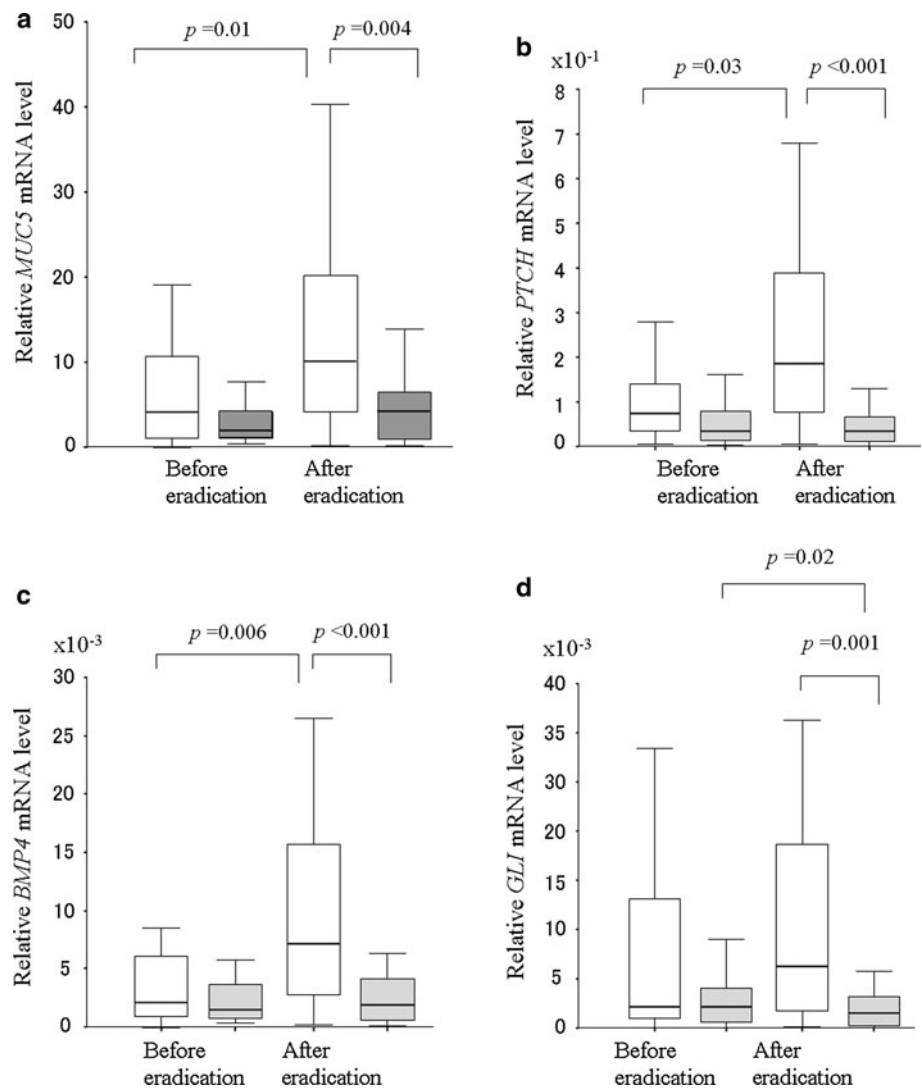 a
50
40
30
20
10
0
Relative MUC5 mRNA level
p =0.01
p =0.004
Before
eradication
After
eradication
b
x10-1
8
7
6
5
4
3
2
1
0
Relative PTCH mRNA level
p =0.03
p <0.001
Before
eradication
After
eradication
c
x10-3
30
25
20
15
10
5
0
Relative BMP4 mRNA level
p =0.006
p <0.001
Before
eradication
After
eradication
d
x10-3
40
35
30
20
15
10
5
0
Relative GLI mRNA level
p =0.02
p =0.001
Before
eradication
After
eradication